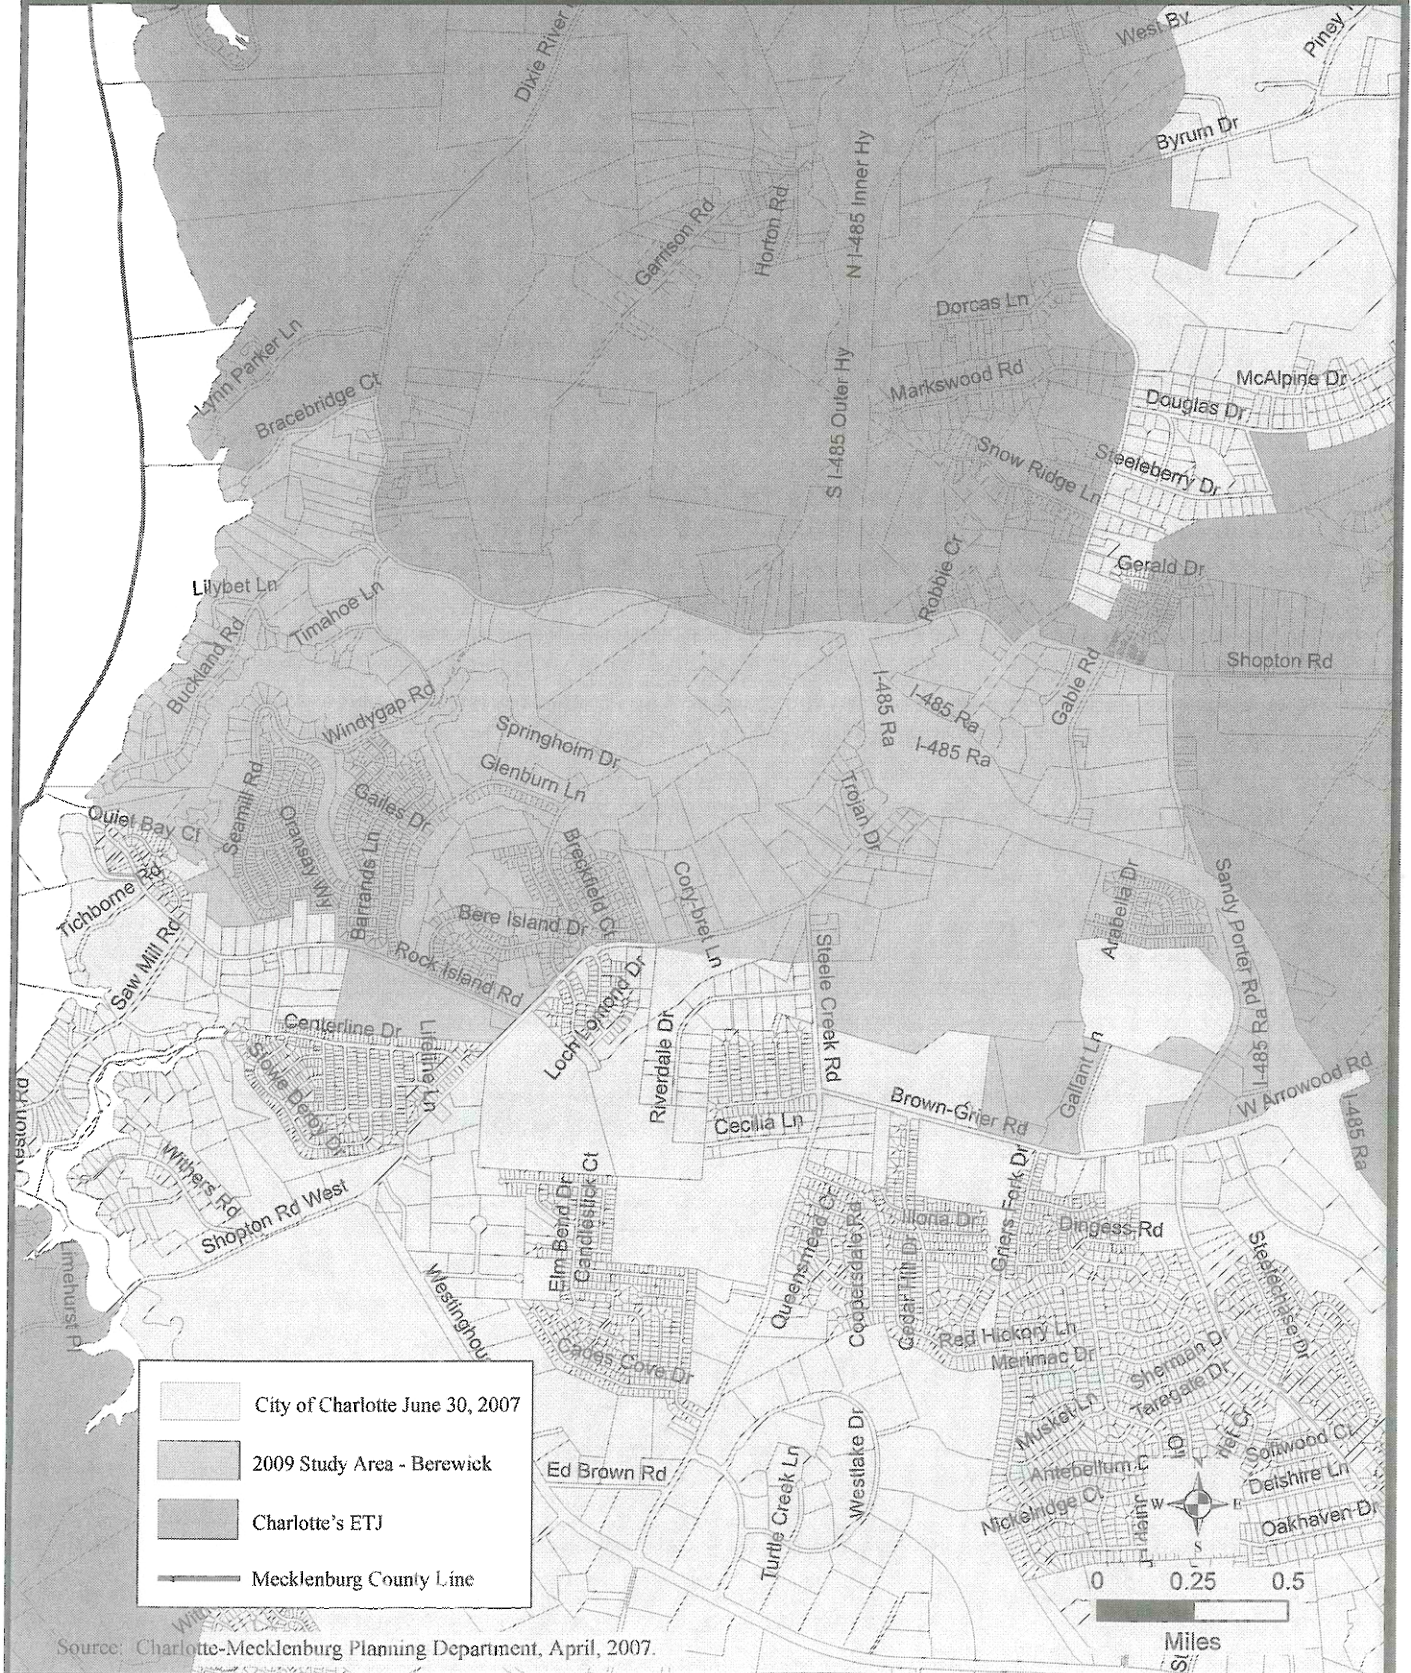 Dixie River
West Bv
Piney
Byrum Dr
Garrison Rd
Horton Rd
N I-485 Inner Hy
Dorcas Ln
Lynn Parker Ln
Bracebridge Ct
S I-485 Outer Hy
Markswood Rd
McAlpine Dr
Douglas Dr
Snow Ridge Ln
Steeleberry Dr
Robbie Cr
Gerald Dr
Lilybet Ln
Timahoe Ln
Buckland Rd
Windygap Rd
Gable Rd
Shopton Rd
I-485 Ra
I-485 Ra
I-485 Ra
Springholm Dr
Glenburn Ln
Trojan Dr
Quiet Bay Ct
Seamill Rd
Oransay Wy
Gailes Dr
Barrands Ln
Breckfield Ct
Cory-bret Ln
Bere Island Dr
Arabella Dr
Sandy Porter Rd
Tichborne Rd
Saw Mill Rd
Rock Island Rd
Loch Lomond Dr
Steele Creek Rd
I-485 Ra
Centerline Dr
Lifeline Ln
Riverdale Dr
Stowe Derby Dr
Cecilia Ln
Brown-Grier Rd
Gallant Ln
W Arrowood Rd
I-485 Ra
Reston Rd
Withers Rd
Shopton Rd West
Elm Bend Dr
Candlestick Ct
Queensmead Cr
Coopersdale Rd
Cedar Hill Dr
Illona Dr
Griers Fork Dr
Dingess Rd
Steelechase Dr
Limehurst Pl
Westinghou
Cades Cove Dr
Red Hickory Ln
Merimac Dr
Sherman Dr
Taregate Dr
Musket Ln
Antebellum
Nickelridge Ct
Softwood Ct
Delshire Ln
Oakhaven Dr
Juliet
Ed Brown Rd
Turtle Creek Ln
Westlake Dr
City of Charlotte June 30, 2007
2009 Study Area - Berewick
Charlotte's ETJ
Mecklenburg County Line
N
W E
S
0 0.25 0.5
Miles
Source: Charlotte-Mecklenburg Planning Department, April, 2007.